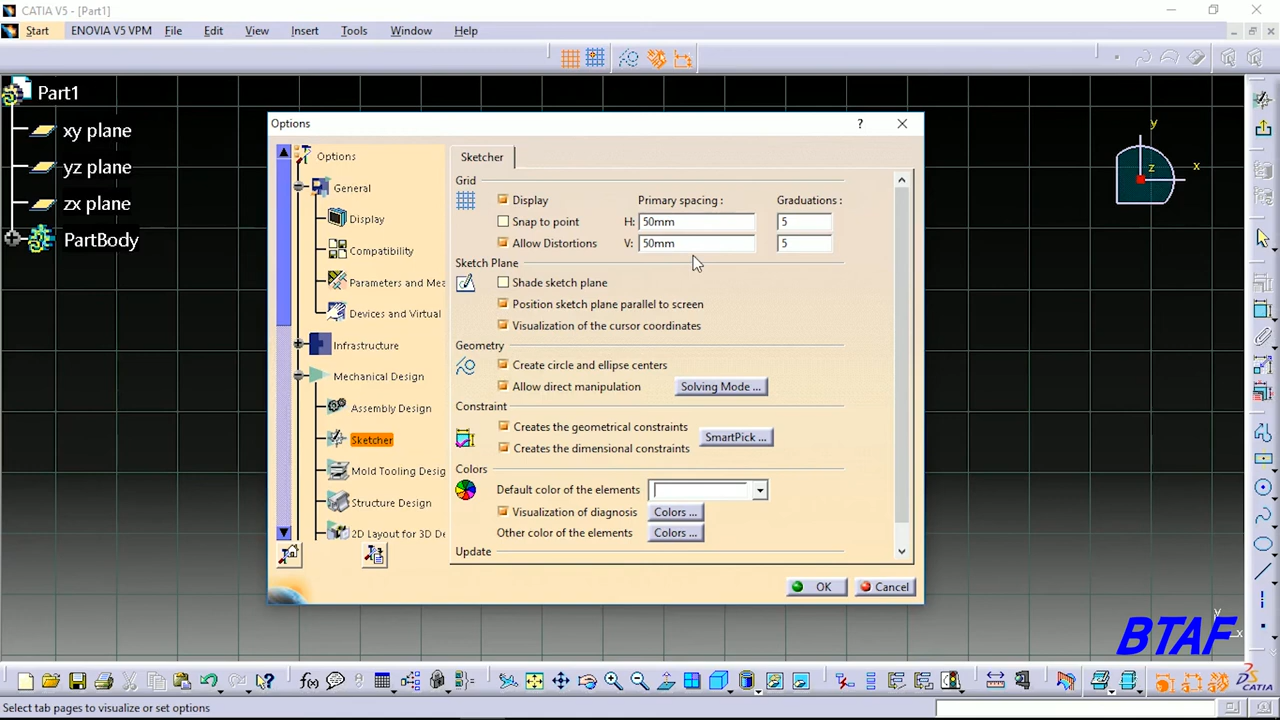 CATIA V5 - [Part1]
Start ENOVIA V5 VPM File Edit View Insert Tools Window Help
Part1
xy plane
yz plane
zx plane
PartBody
Options
Options
General
Display
Compatibility
Parameters and Mea
Devices and Virtual
Infrastructure
Mechanical Design
Assembly Design
Sketcher
Mold Tooling Desig
Structure Design
2D Layout for 3D De
Sketcher
Grid
Display Primary spacing : Graduations :
Snap to point H: 50mm 5
Allow Distortions V: 50mm 5
Sketch Plane
Shade sketch plane
Position sketch plane parallel to screen
Visualization of the cursor coordinates
Geometry
Create circle and ellipse centers
Allow direct manipulation Solving Mode ...
Constraint
Creates the geometrical constraints
SmartPick ...
Creates the dimensional constraints
Colors
Default color of the elements
Visualization of diagnosis Colors ...
Other color of the elements Colors ...
Update
OK Cancel
y
x
z
y
x
BTAF
f(x)
CATIA
Select tab pages to visualize or set options